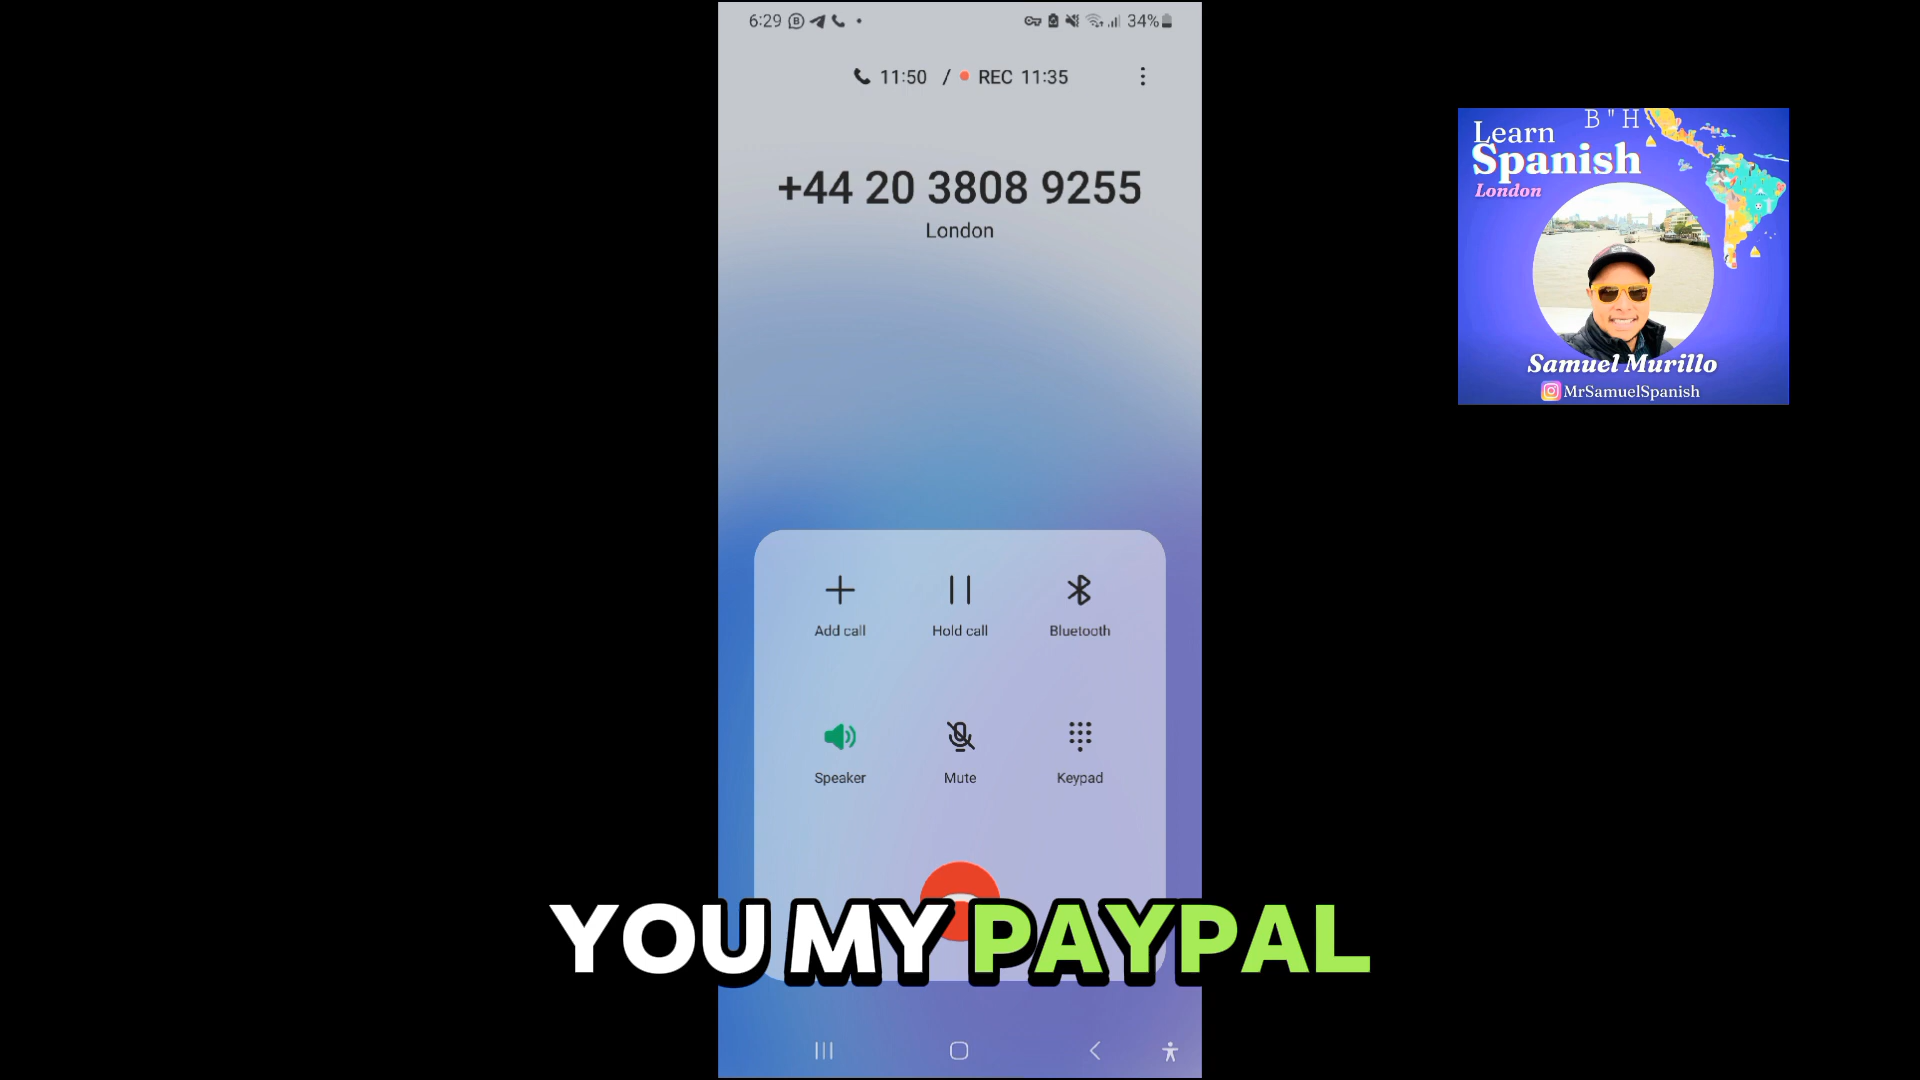 6:29
34%
11:50 / REC 11:35
+44 20 3808 9255
London
Add call
Hold call
Bluetooth
Speaker
Mute
Keypad
YOU MY PAYPAL
B"H
Learn
Spanish
London
Samuel Murillo
MrSamuelSpanish